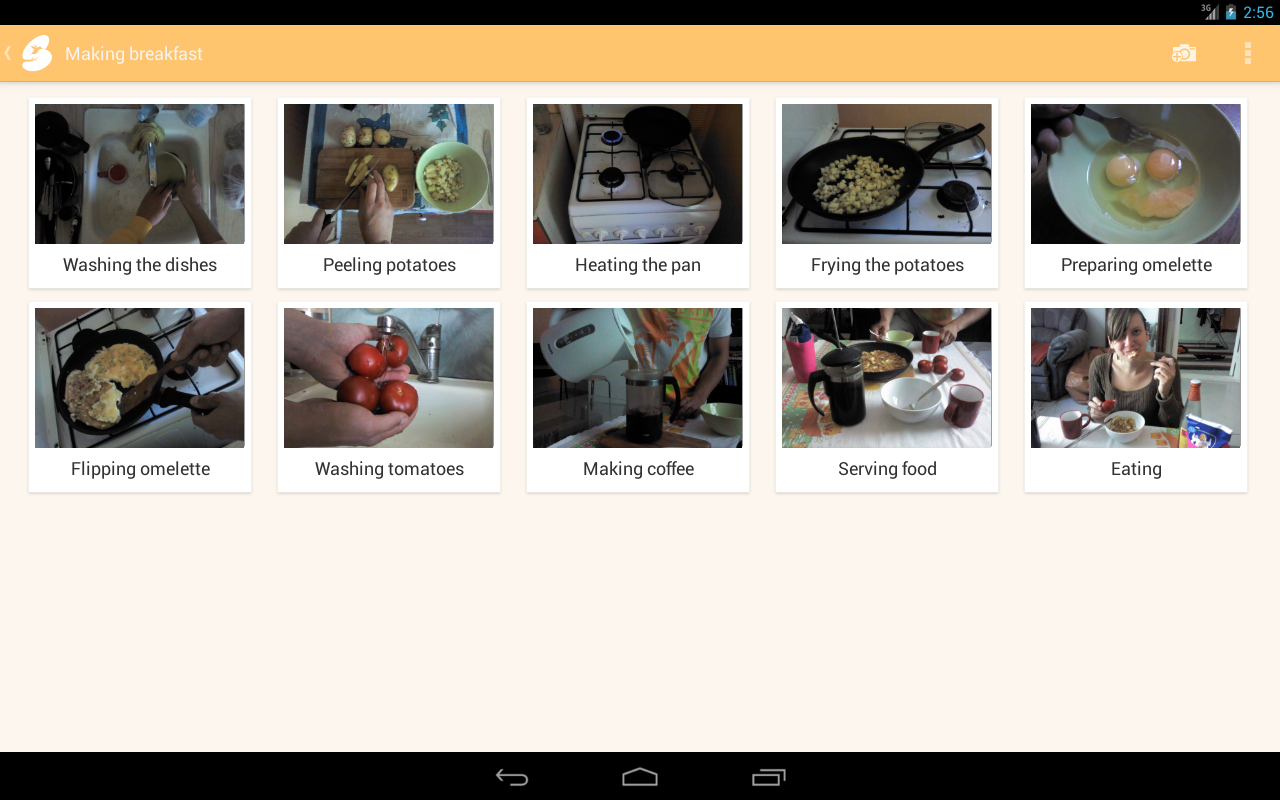 3G
2:56
Making breakfast
Washing the dishes
Peeling potatoes
Heating the pan
Frying the potatoes
Preparing omelette
Flipping omelette
Washing tomatoes
Making coffee
Serving food
Eating